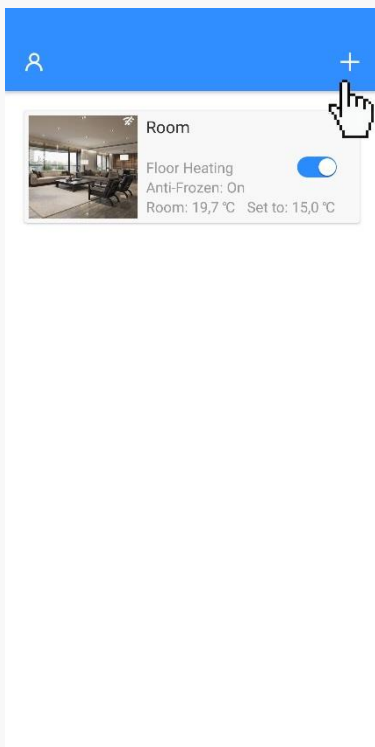 Room
Floor Heating
Anti-Frozen: On
Room: 19,7 ℃ Set to: 15,0 ℃